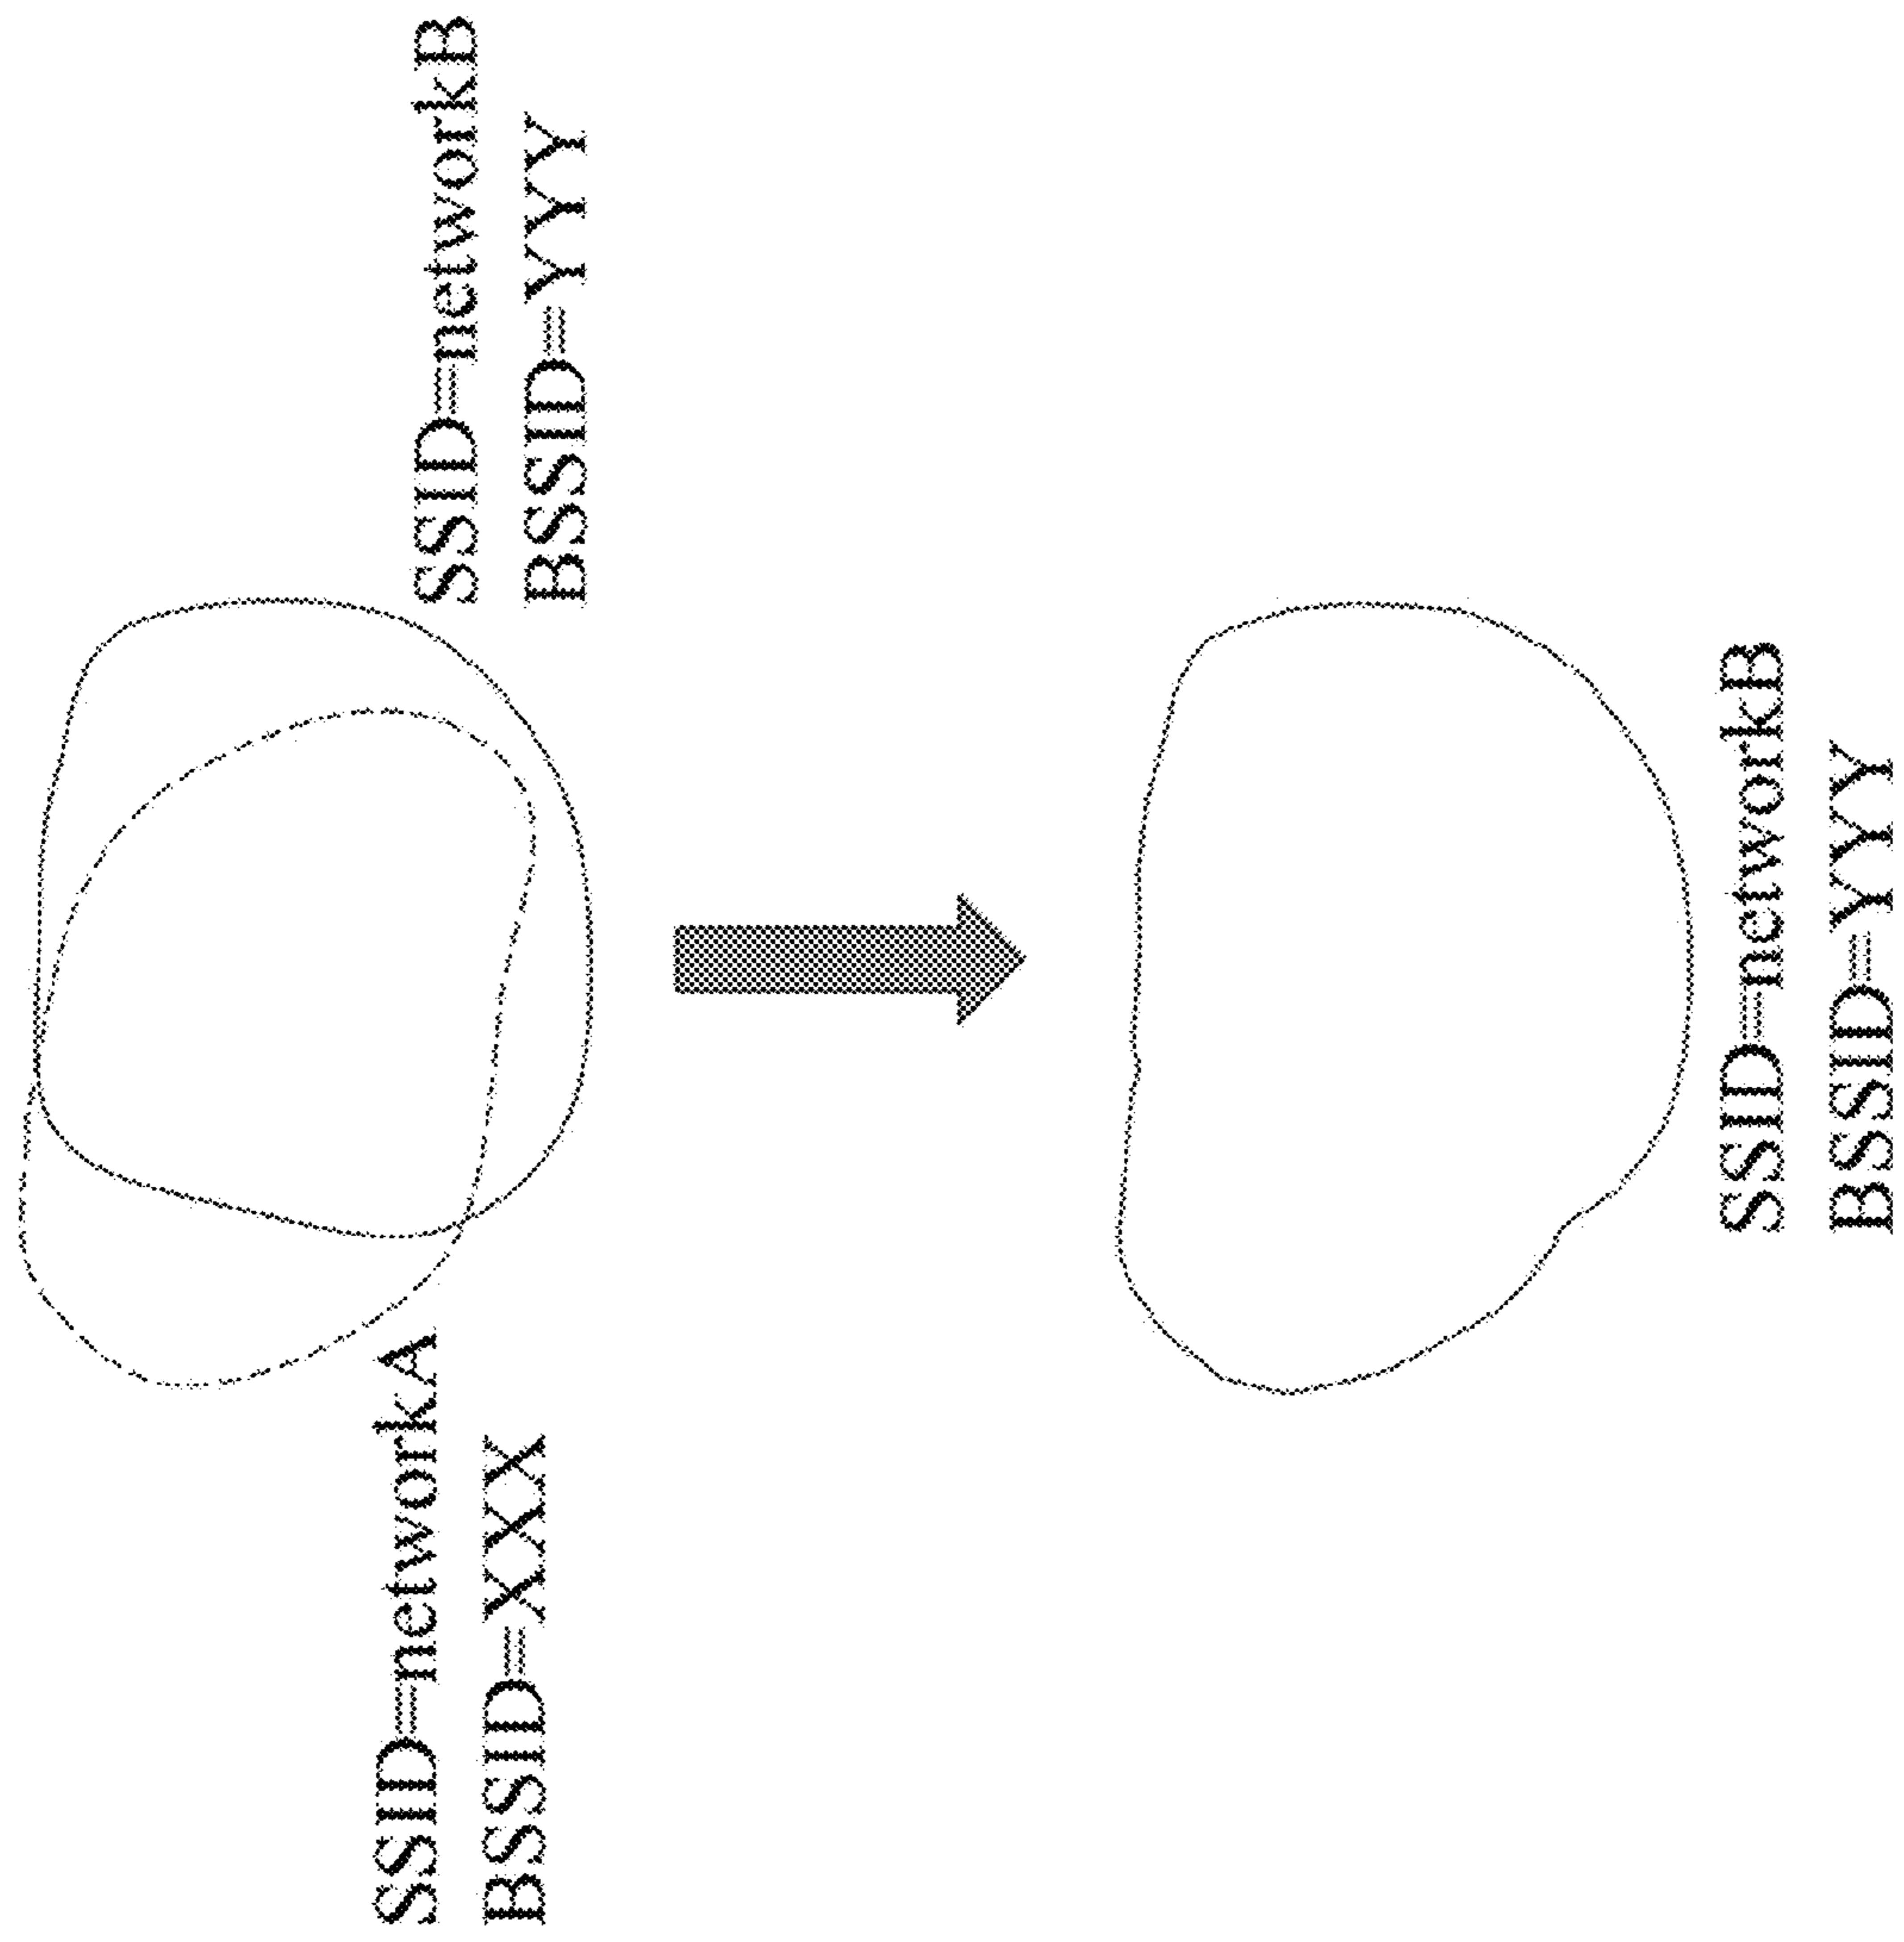 SSID=networkA
BSSID=XXX
SSID=networkB
BSSID=YYY
SSID=networkB
BSSID=YYY